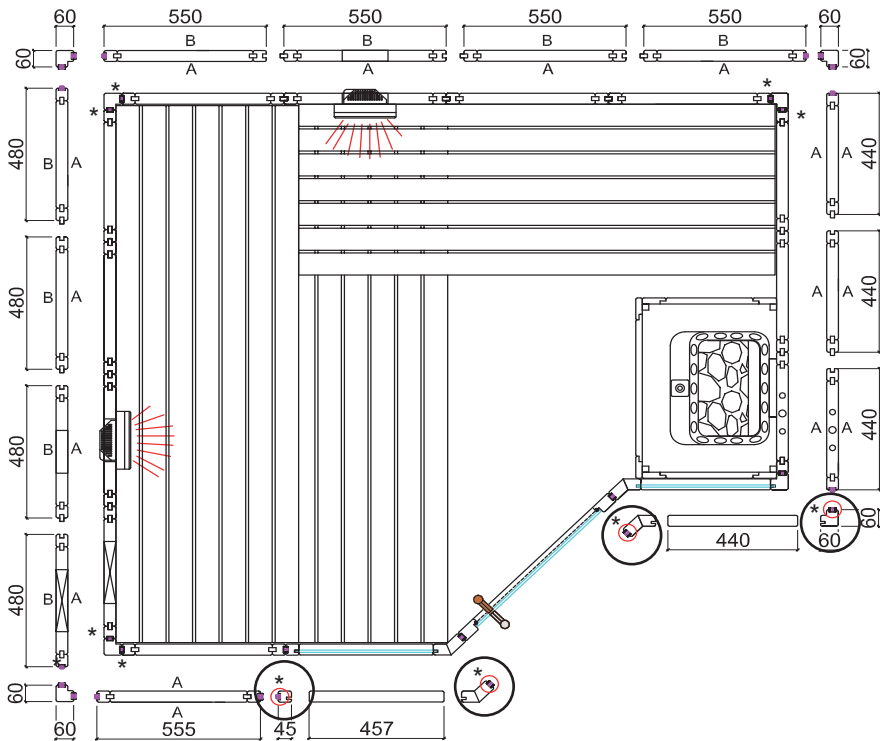 60 550 550 550 550 60
B B B B
60 A A A A 60
* *
* *
480 B A A A 440
480 B A A A 440
480 B A A A 440
* * 60
440 60
480 B A
* *
*
60 A * *
A
60 555 45 457